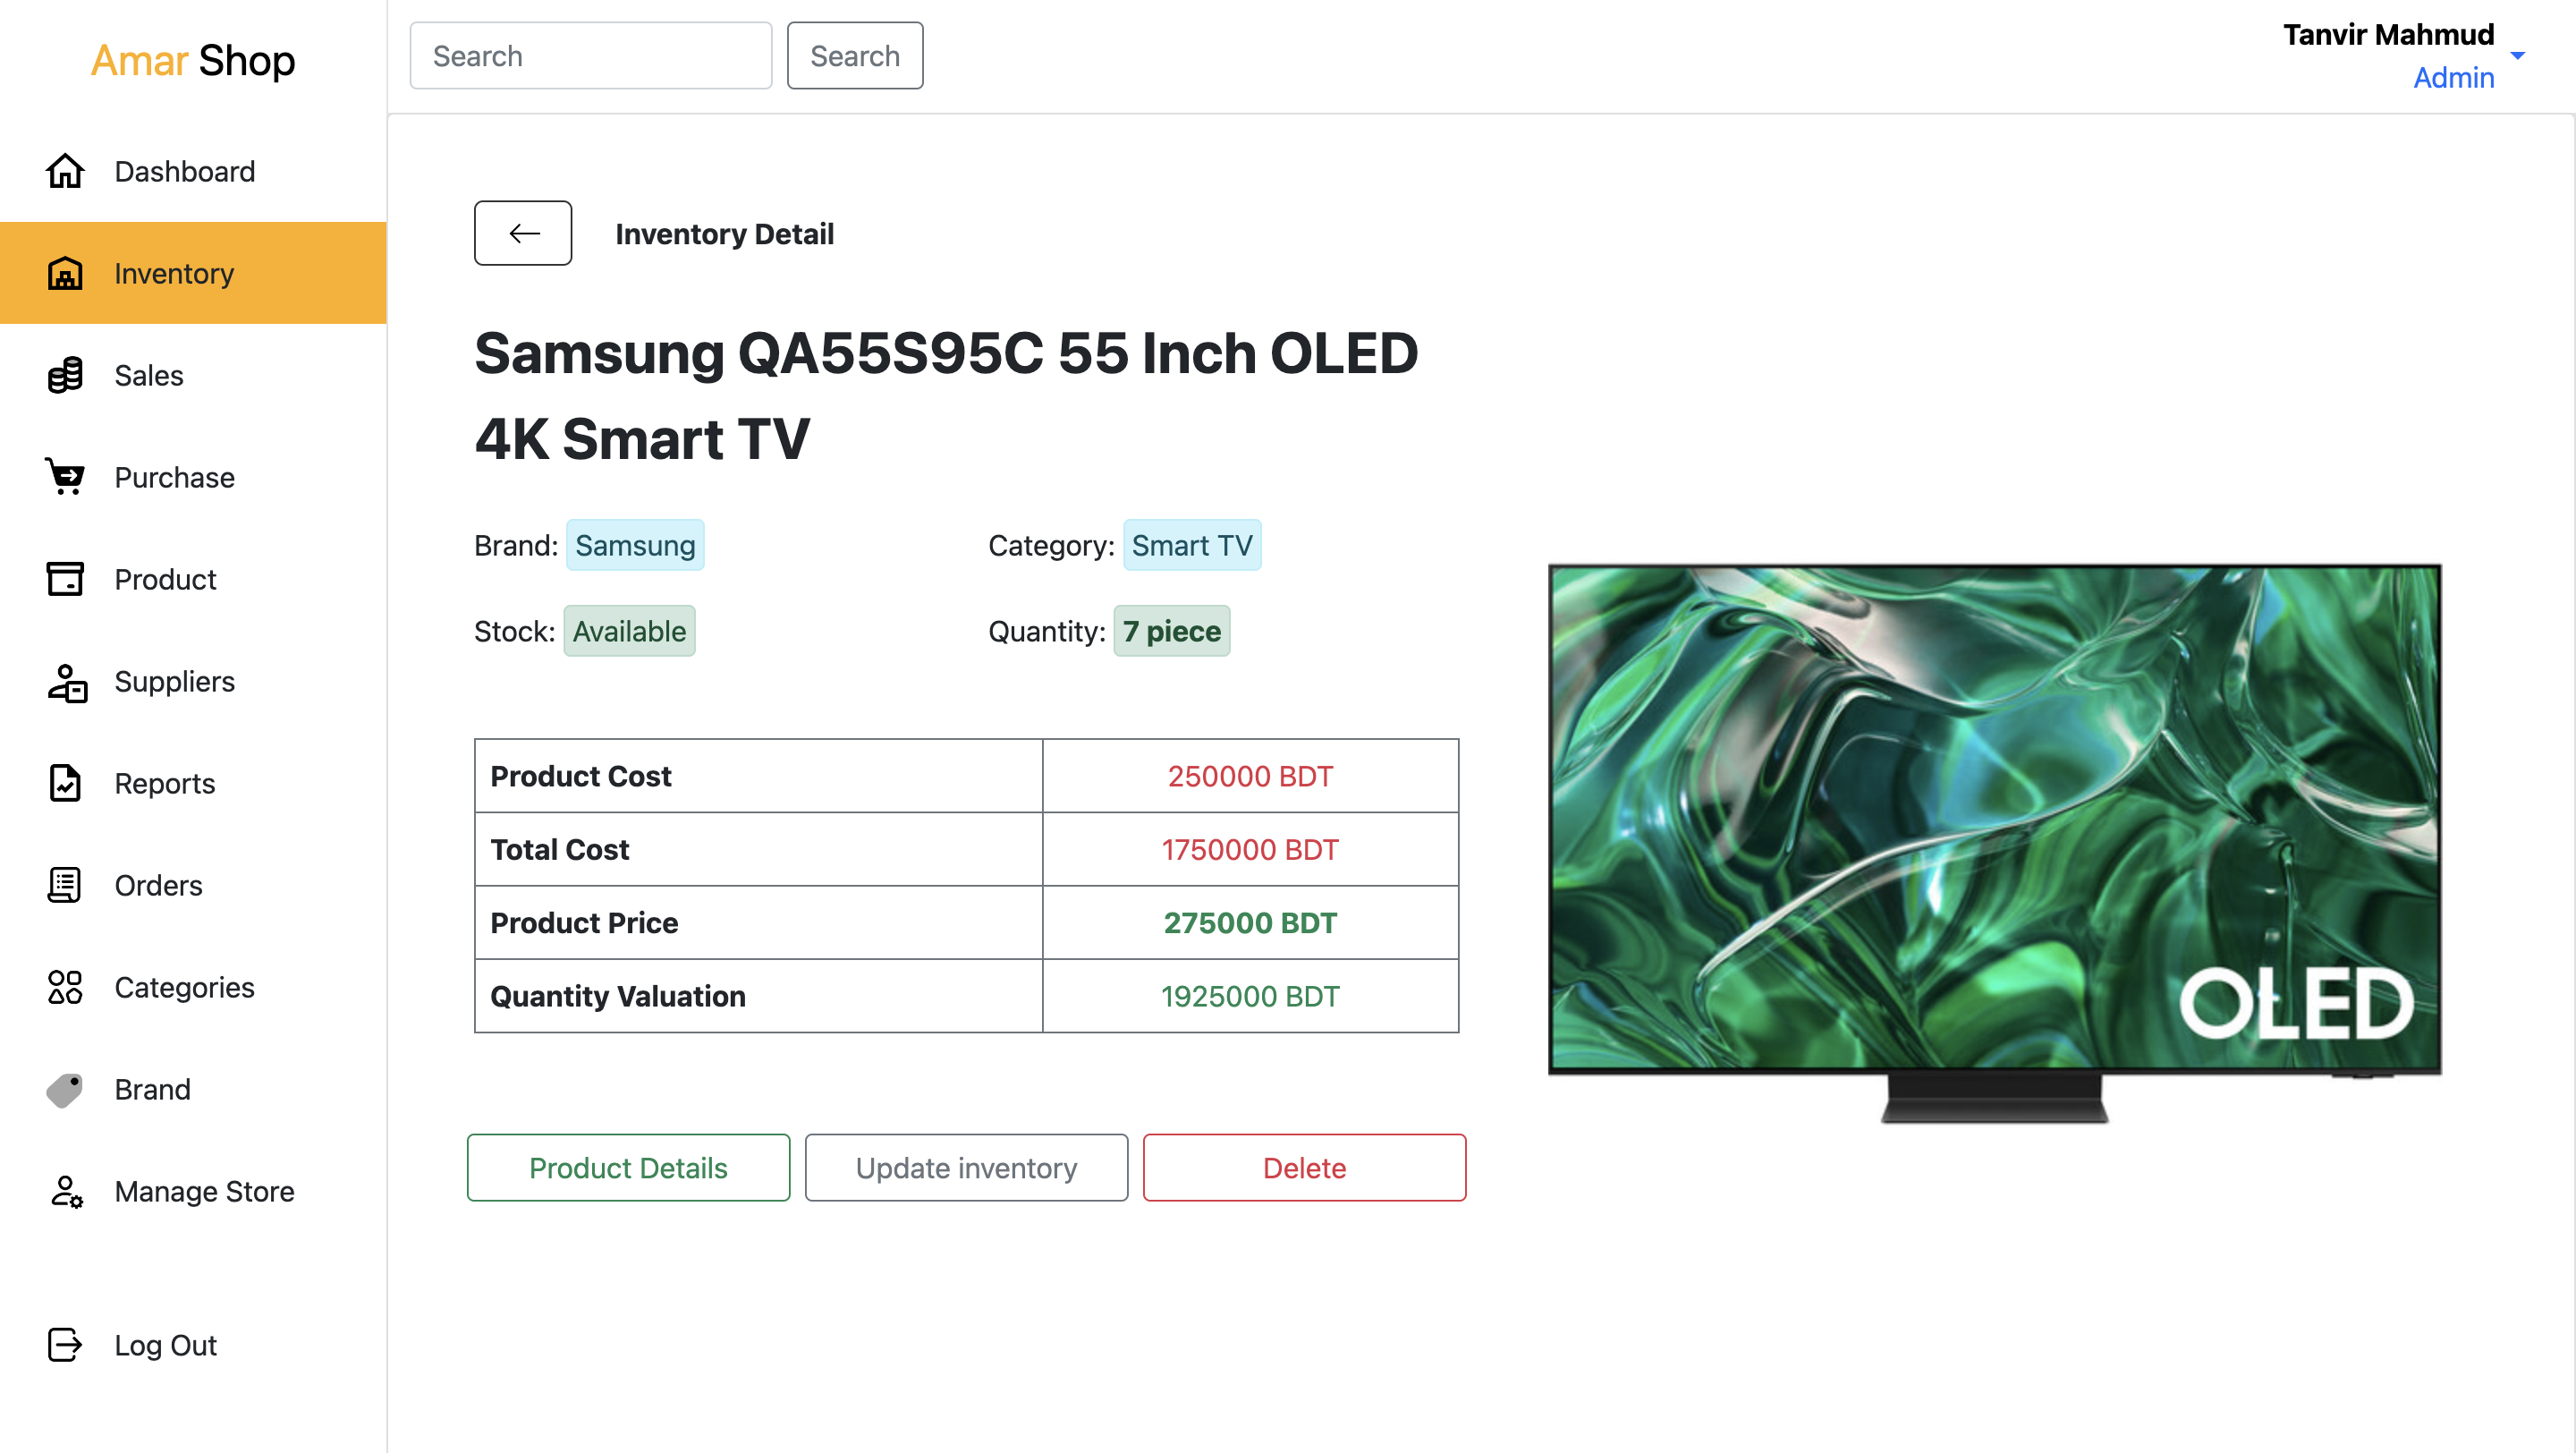 Amar Shop
Search
Search
Tanvir Mahmud
Admin
Dashboard
Inventory
Sales
Purchase
Product
Suppliers
Reports
Orders
Categories
Brand
Manage Store
Log Out
Inventory Detail
Samsung QA55S95C 55 Inch OLED
4K Smart TV
Brand: Samsung
Category: Smart TV
Stock: Available
Quantity: 7 piece
Product Cost 250000 BDT
Total Cost 1750000 BDT
Product Price 275000 BDT
Quantity Valuation 1925000 BDT
Product Details
Update inventory
Delete
OLED